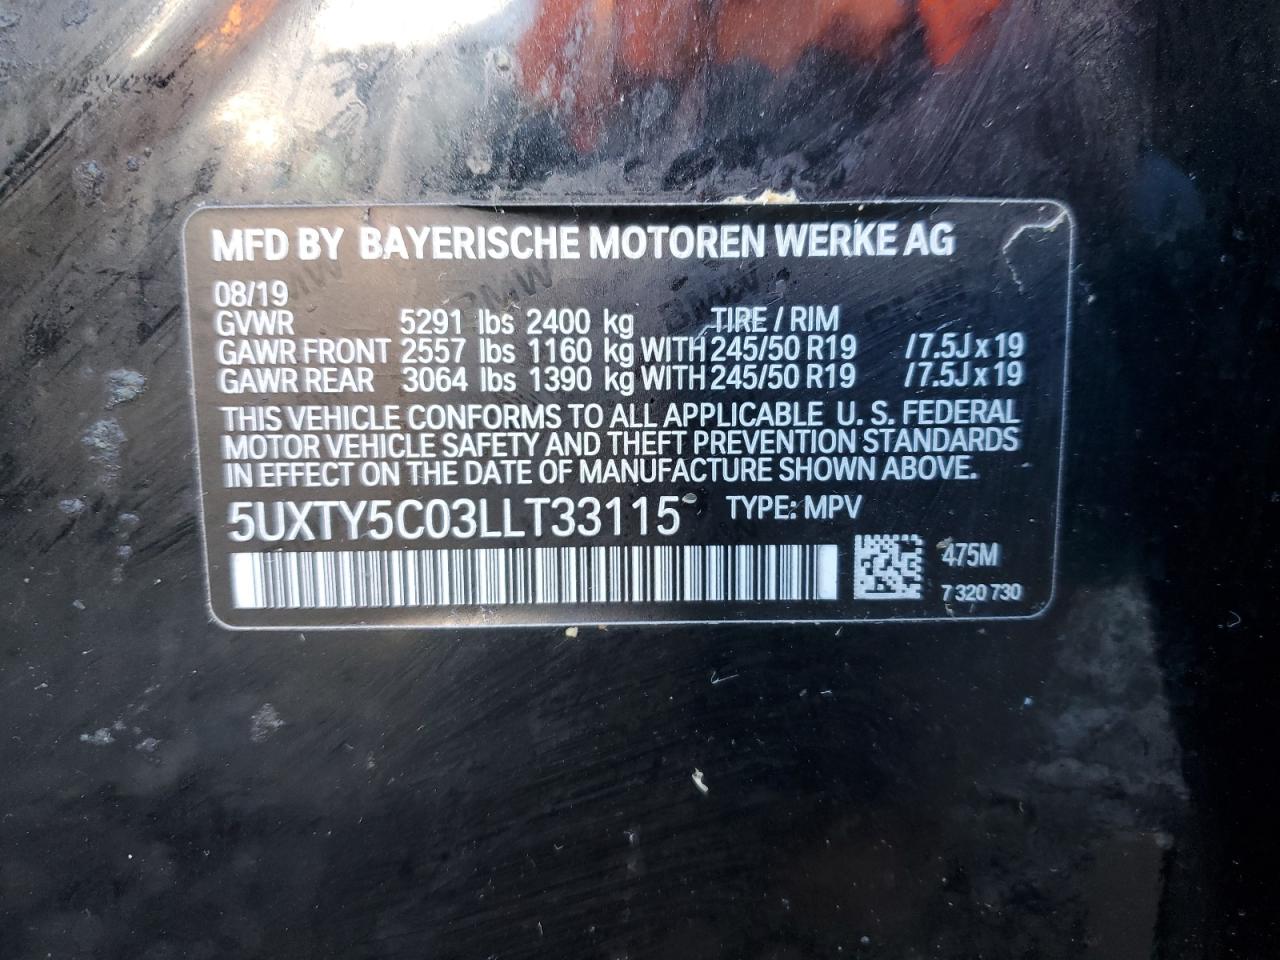 MFD BY BAYERISCHE MOTOREN WERKE AG
08/19
GVWR 5291 lbs 2400 kg TIRE / RIM
GAWR FRONT 2557 lbs 1160 kg WITH 245/50 R19 /7.5J x 19
GAWR REAR 3064 lbs 1390 kg WITH 245/50 R19 /7.5J x 19
THIS VEHICLE CONFORMS TO ALL APPLICABLE U. S. FEDERAL
MOTOR VEHICLE SAFETY AND THEFT PREVENTION STANDARDS
IN EFFECT ON THE DATE OF MANUFACTURE SHOWN ABOVE.
5UXTY5C03LLT33115 TYPE: MPV
475M
7 320 730